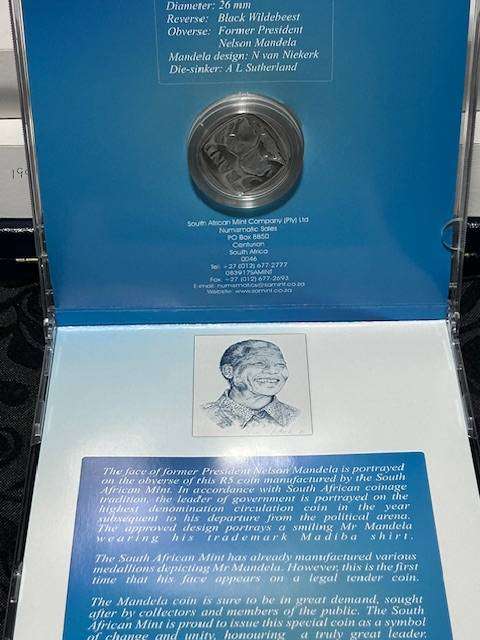 Diameter: 26 mm
Reverse: Black Wildebeest
Obverse: Former President
Nelson Mandela
Mandela design: N van Niekerk
Die-sinker: A L Sutherland
South African Mint Company (Pty) Ltd
Numismatic Sales
PO Box 8850
Centurion
South Africa
0046
Tel: +27 (012) 677-2777
083917SAMINT
Fax: +27 (012) 677-2693
E-mail: numismatics@samint.co.za
Website: www.samint.co.za
The face of former President Nelson Mandela is portrayed
on the obverse of this R5 coin manufactured by the South
African Mint. In accordance with South African coinage
tradition, the leader of government is portrayed on the
highest denomination circulation coin in the year
subsequent to his departure from the political arena.
The approved design portrays a smiling Mr Mandela
wearing his trademark Madiba shirt.
The South African Mint has already manufactured various
medallions depicting Mr Mandela. However, this is the first
time that his face appears on a legal tender coin.
The Mandela coin is sure to be in great demand, sought
after by collectors and members of the public. The South
African Mint is proud to issue this special coin as a symbol
of change and unity, honouring a truly great leader